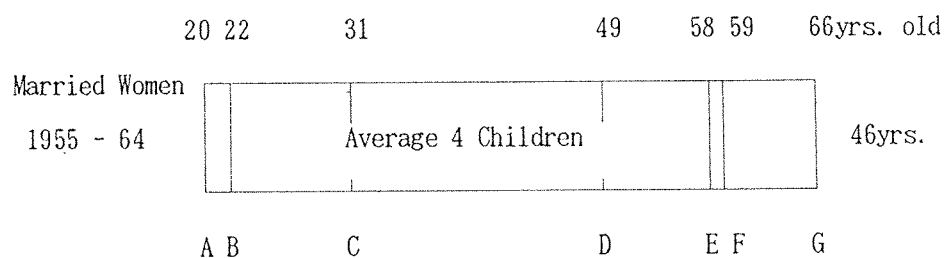 20 22 31 49 58 59 66yrs. old
Married Women
1955 - 64 Average 4 Children 46yrs.
A B C D E F G